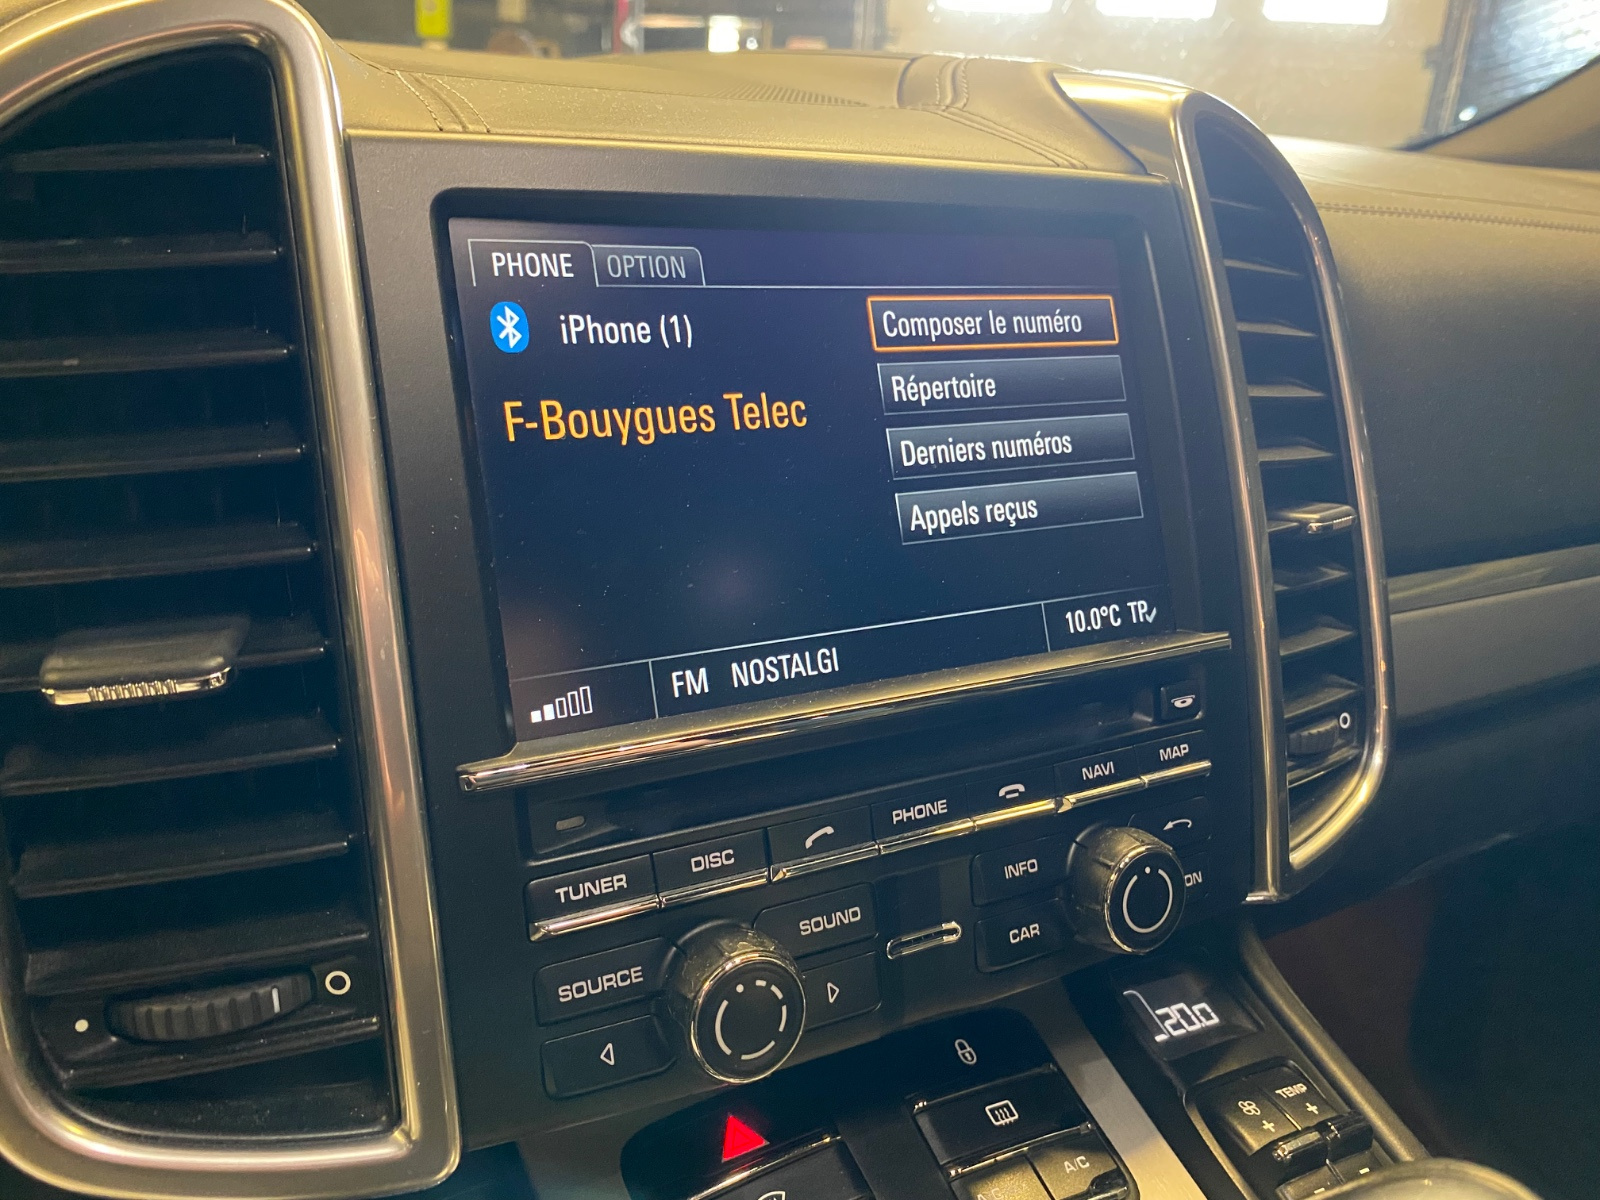 PHONE OPTION
iPhone (1)
F-Bouygues Telec
Composer le numéro
Répertoire
Derniers numéros
Appels reçus
FM NOSTALGI
10.0°C TP
TUNER DISC PHONE NAVI MAP
SOURCE SOUND INFO
CAR
20.0
TEMP
A/C